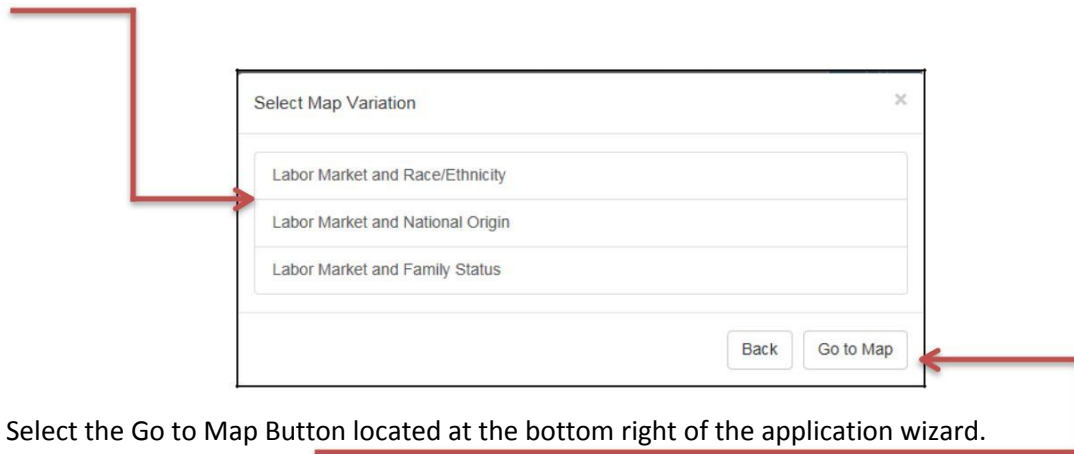 Select Map Variation ×
Labor Market and Race/Ethnicity
Labor Market and National Origin
Labor Market and Family Status
Back Go to Map
Select the Go to Map Button located at the bottom right of the application wizard.